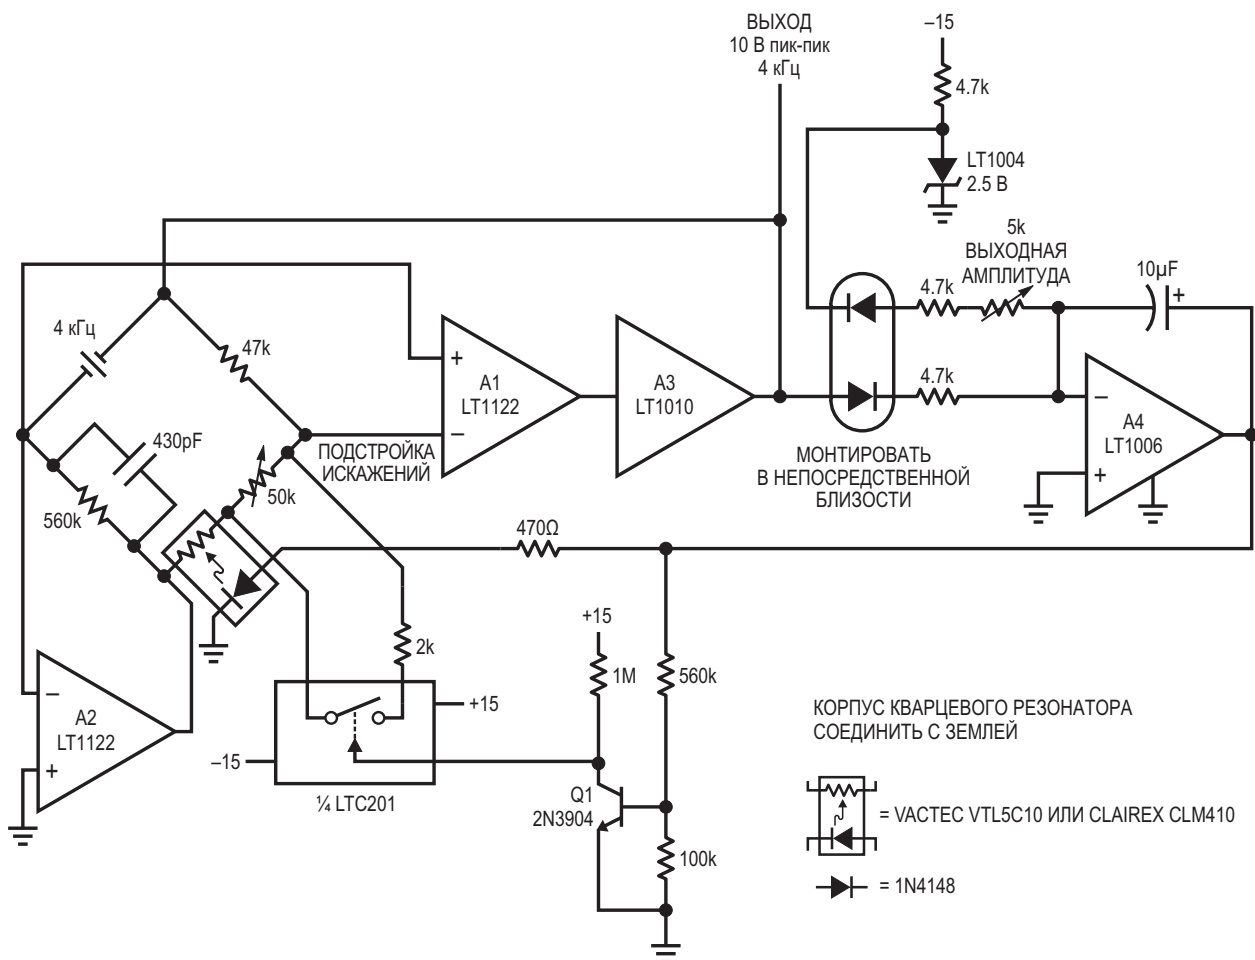 ВЫХОД
10 В пик-пик
4 кГц
–15
4.7k
LT1004
2.5 В
5k
ВЫХОДНАЯ
АМПЛИТУДА
10µF
+
4.7k
4 кГц
47k
+
A1
LT1122
–
A3
LT1010
4.7k
–
A4
LT1006
+
430pF
ПОДСТРОЙКА
ИСКАЖЕНИЙ
МОНТИРОВАТЬ
В НЕПОСРЕДСТВЕННОЙ
БЛИЗОСТИ
50k
560k
470Ω
+15
2k
1M
560k
–
A2
LT1122
+
+15
–15
¼ LTC201
КОРПУС КВАРЦЕВОГО РЕЗОНАТОРА
СОЕДИНИТЬ С ЗЕМЛЕЙ
Q1
2N3904
100k
= VACTEC VTL5C10 ИЛИ CLAIREX CLM410
= 1N4148